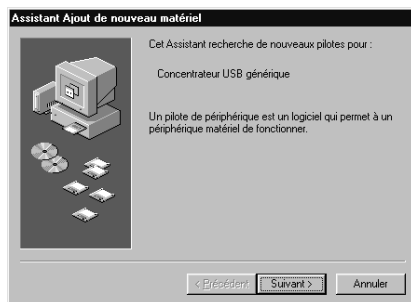 Assistant Ajout de nouveau matériel
Cet Assistant recherche de nouveaux pilotes pour :
Concentrateur USB générique
Un pilote de périphérique est un logiciel qui permet à un
périphérique matériel de fonctionner.
< Précédent Suivant > Annuler